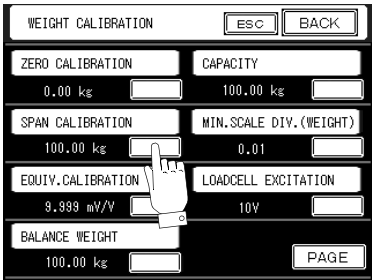 WEIGHT CALIBRATION ESC BACK
ZERO CALIBRATION CAPACITY
0.00 kg 100.00 kg
SPAN CALIBRATION MIN.SCALE DIV.(WEIGHT)
100.00 kg 0.01
EQUIV.CALIBRATION LOADCELL EXCITATION
9.999 mV/V 10V
BALANCE WEIGHT
100.00 kg PAGE